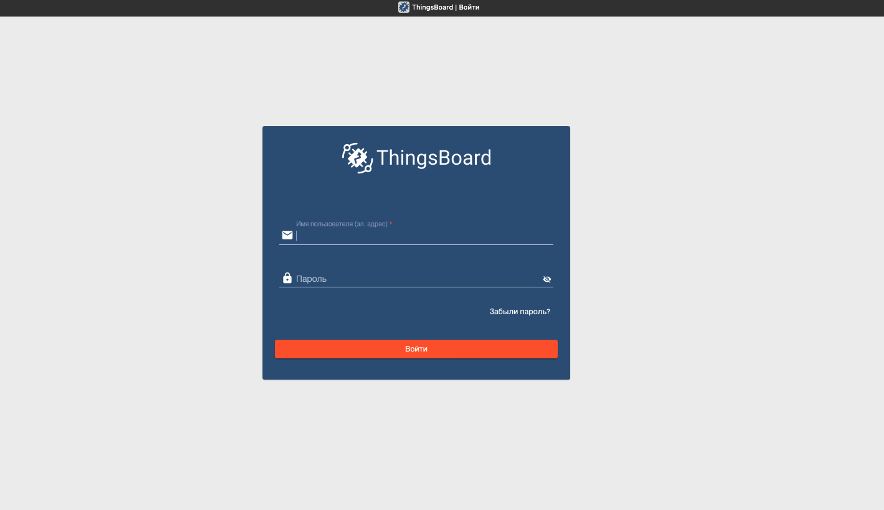 ThingsBoard | Войти
ThingsBoard
Имя пользователя (эл. адрес) *
Пароль
Забыли пароль?
Войти